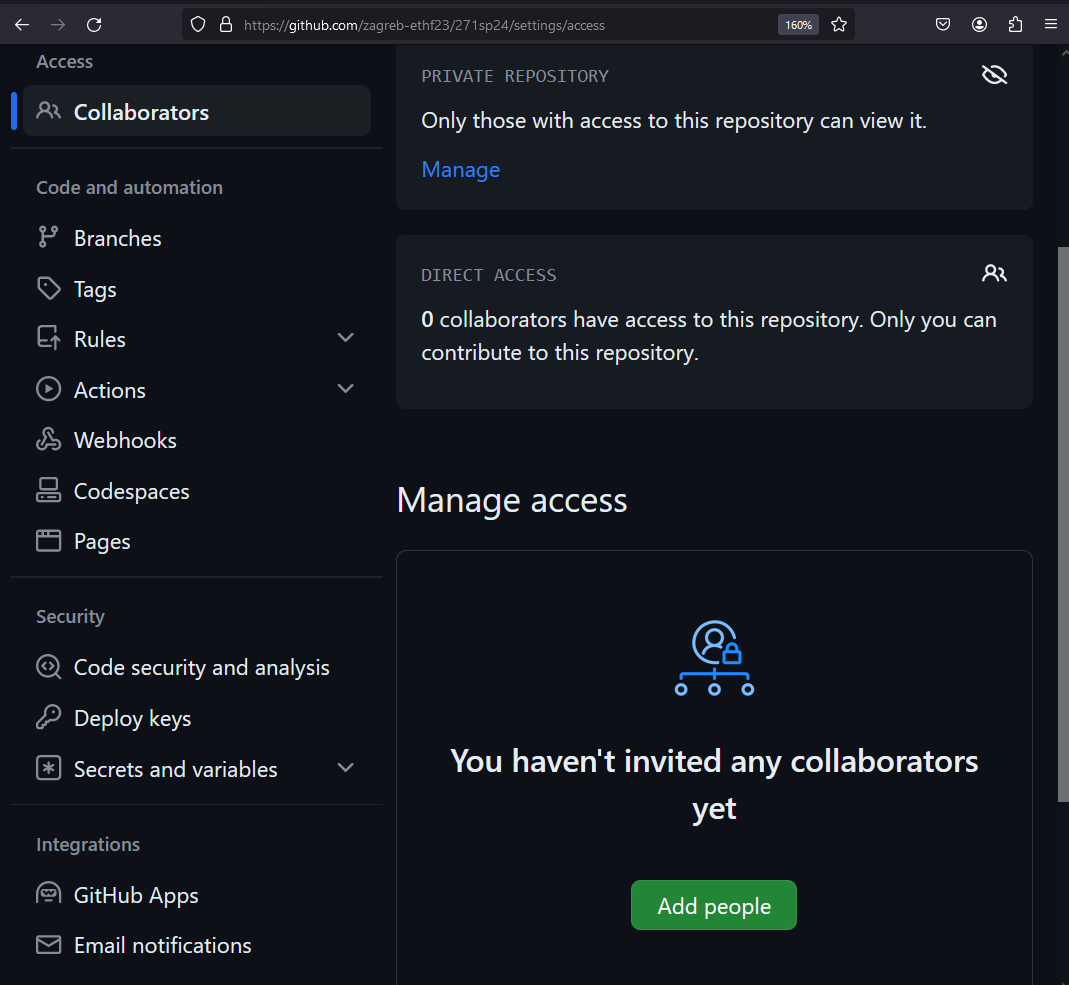 https://github.com/zagreb-ethf23/271sp24/settings/access
160%
Access
Collaborators
Code and automation
Branches
Tags
Rules
Actions
Webhooks
Codespaces
Pages
Security
Code security and analysis
Deploy keys
Secrets and variables
Integrations
GitHub Apps
Email notifications
PRIVATE REPOSITORY
Only those with access to this repository can view it.
Manage
DIRECT ACCESS
0 collaborators have access to this repository. Only you can
contribute to this repository.
Manage access
You haven't invited any collaborators
yet
Add people